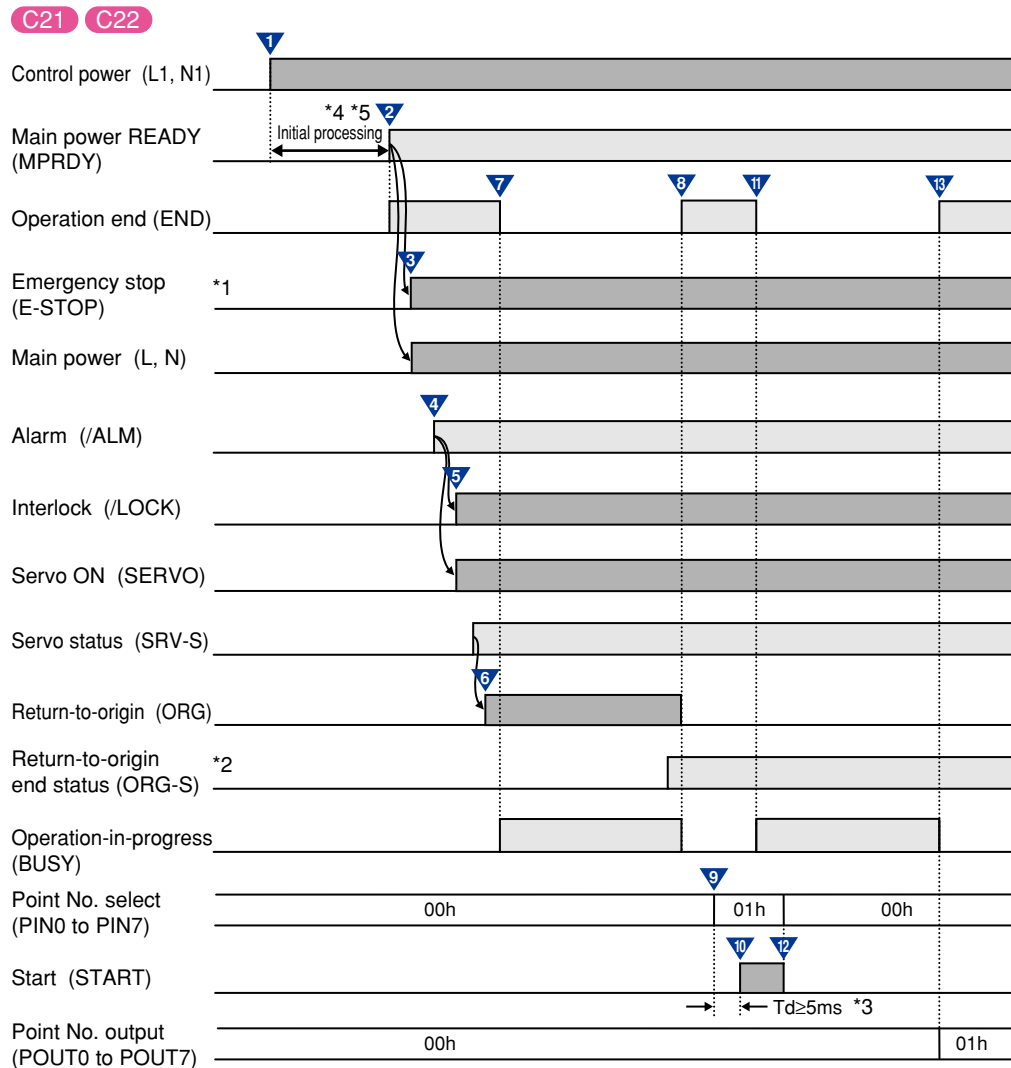 C21 C22
1
Control power (L1, N1)
*4 *5 2
Main power READY
(MPRDY)
Initial processing
7 8 11 13
Operation end (END)
3
Emergency stop
(E-STOP)
*1
Main power (L, N)
4
Alarm (/ALM)
5
Interlock (/LOCK)
Servo ON (SERVO)
Servo status (SRV-S)
6
Return-to-origin (ORG)
Return-to-origin
end status (ORG-S)
*2
Operation-in-progress
(BUSY)
9
Point No. select
(PIN0 to PIN7)
00h 01h 00h
10 12
Start (START)
Td≥5ms *3
Point No. output
(POUT0 to POUT7)
00h 01h